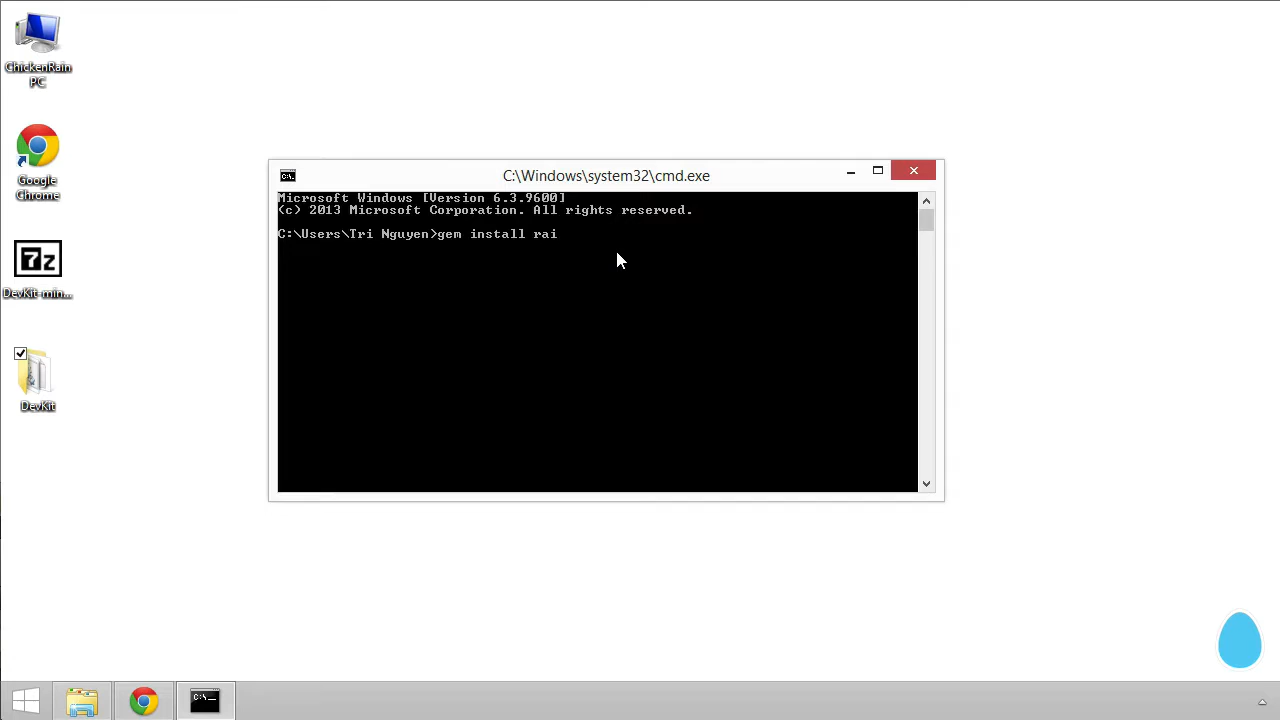 ChickenRain
PC
Google
Chrome
7z
DevKit-min...
DevKit
C:\Windows\system32\cmd.exe
Microsoft Windows [Version 6.3.9600]
(c) 2013 Microsoft Corporation. All rights reserved.
C:\Users\Tri Nguyen>gem install rai